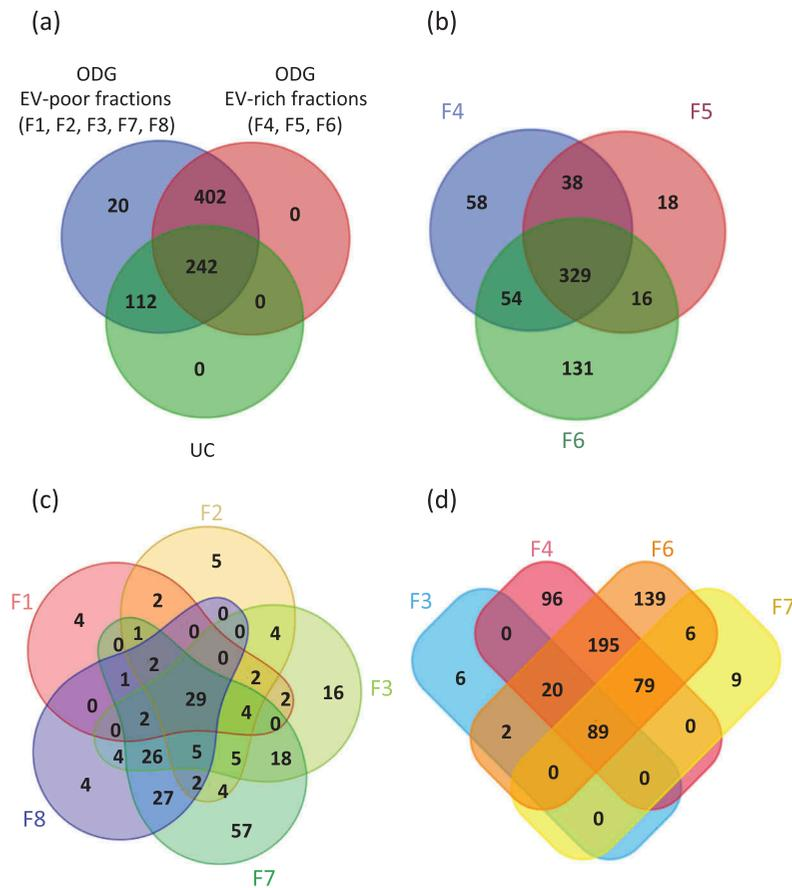 (a)
(b)
ODG
EV-poor fractions
(F1, F2, F3, F7, F8)
ODG
EV-rich fractions
(F4, F5, F6)
20
402
0
242
112
0
0
UC
F4
F5
58
38
18
329
54
16
131
F6
(c)
(d)
F2
F1
F3
F8
F7
5
4
2
0
4
0
1
0
0
2
0
1
2
16
29
2
0
2
4
0
0
4
26
5
5
18
4
27
2
4
57
F4
F6
F3
F7
96
139
0
195
6
6
20
79
9
2
89
0
0
0
0